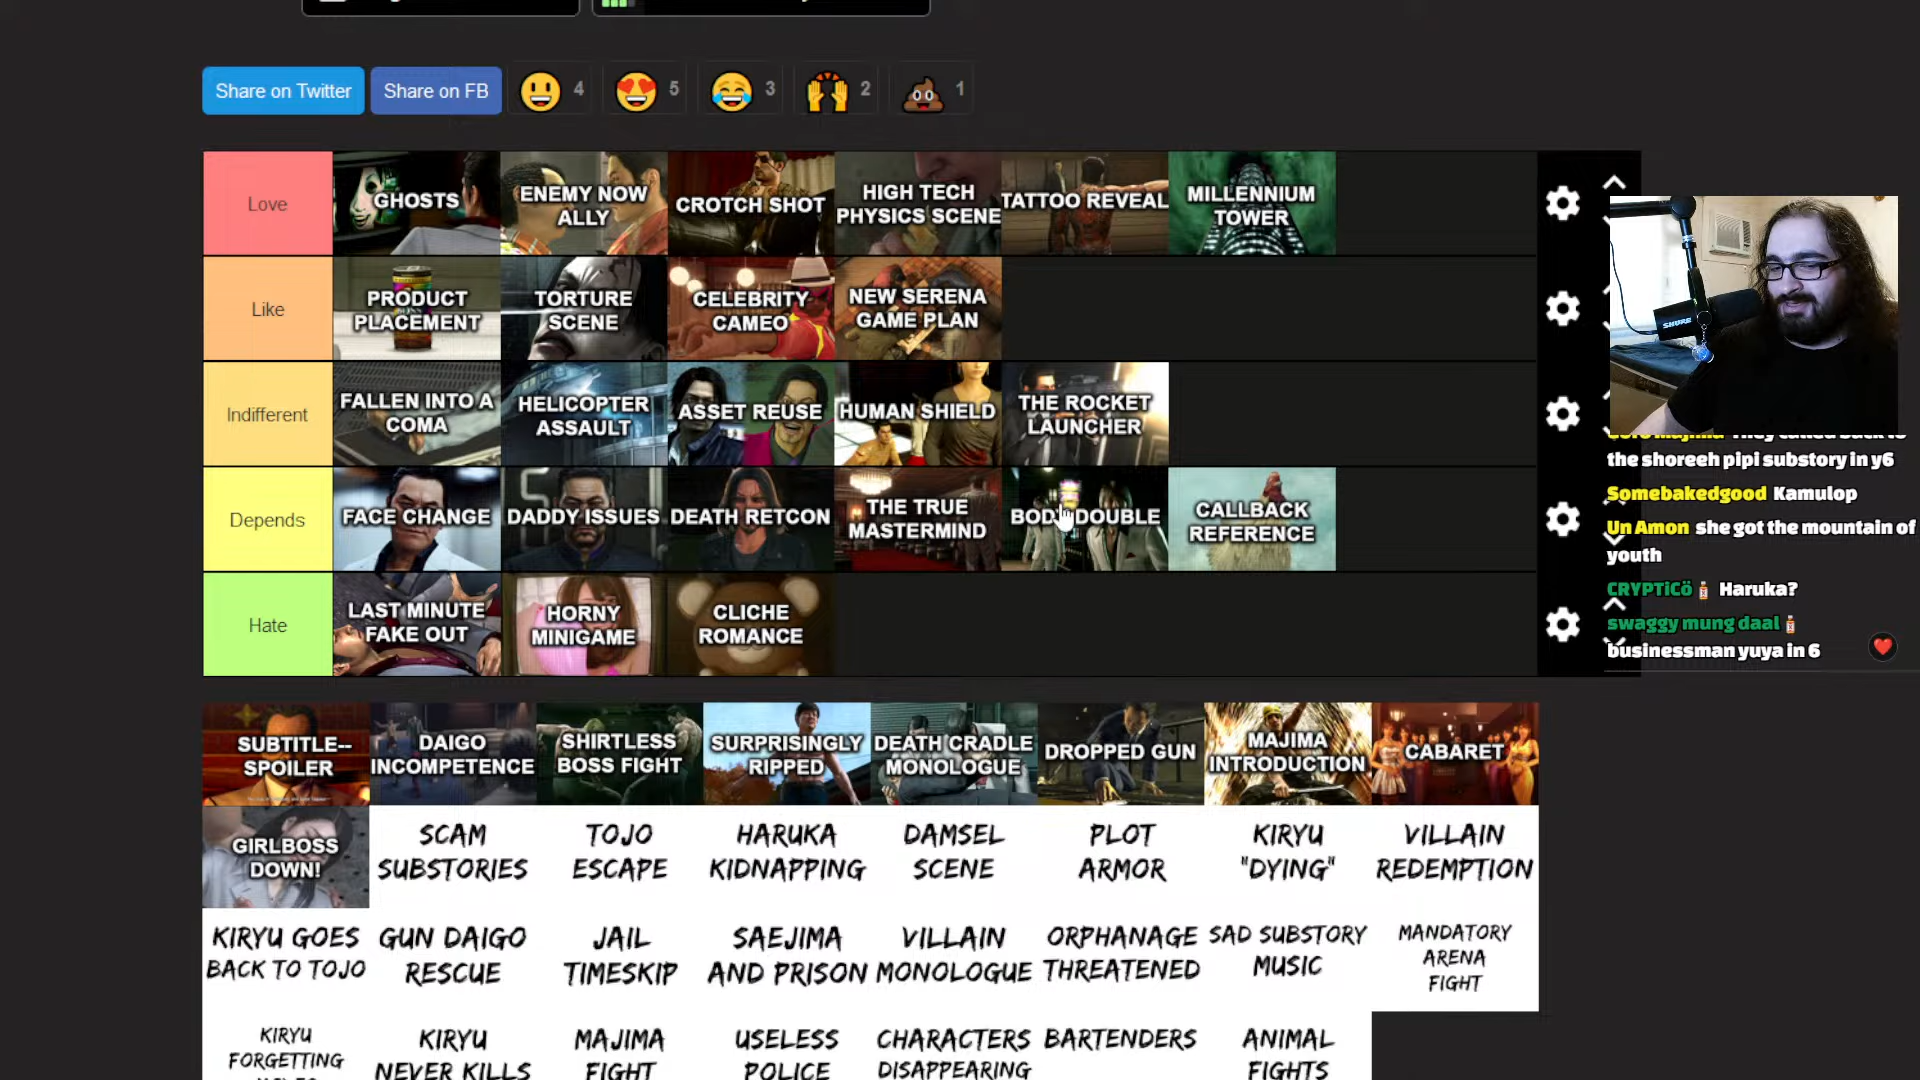 Share on Twitter
Share on FB
4
5
3
2
1
Love
GHOSTS
ENEMY NOW
ALLY
CROTCH SHOT
HIGH TECH
PHYSICS SCENE
TATTOO REVEAL
MILLENNIUM
TOWER
Like
PRODUCT
PLACEMENT
TORTURE
SCENE
CELEBRITY
CAMEO
NEW SERENA
GAME PLAN
Indifferent
FALLEN INTO A
COMA
HELICOPTER
ASSAULT
ASSET REUSE
HUMAN SHIELD
THE ROCKET
LAUNCHER
Depends
FACE CHANGE
DADDY ISSUES
DEATH RETCON
THE TRUE
MASTERMIND
BODY DOUBLE
CALLBACK
REFERENCE
Hate
LAST MINUTE
FAKE OUT
HORNY
MINIGAME
CLICHE
ROMANCE
SHURE
the shoreeh pipi substory in y6
Somebakedgood Kamulop
Un Amon she got the mountain of
youth
CRYPTiCö Haruka?
swaggy mung daal
businessman yuya in 6
SUBTITLE--
SPOILER
DAIGO
INCOMPETENCE
SHIRTLESS
BOSS FIGHT
SURPRISINGLY
RIPPED
DEATH CRADLE
MONOLOGUE
DROPPED GUN
MAJIMA
INTRODUCTION
CABARET
GIRLBOSS
DOWN!
SCAM
SUBSTORIES
TOJO
ESCAPE
HARUKA
KIDNAPPING
DAMSEL
SCENE
PLOT
ARMOR
KIRYU
"DYING"
VILLAIN
REDEMPTION
KIRYU GOES
BACK TO TOJO
GUN DAIGO
RESCUE
JAIL
TIMESKIP
SAEJIMA
AND PRISON
VILLAIN
MONOLOGUE
ORPHANAGE
THREATENED
SAD SUBSTORY
MUSIC
MANDATORY
ARENA
FIGHT
KIRYU
FORGETTING
KIRYU
NEVER KILLS
MAJIMA
FIGHT
USELESS
POLICE
CHARACTERS
DISAPPEARING
BARTENDERS
ANIMAL
FIGHTS